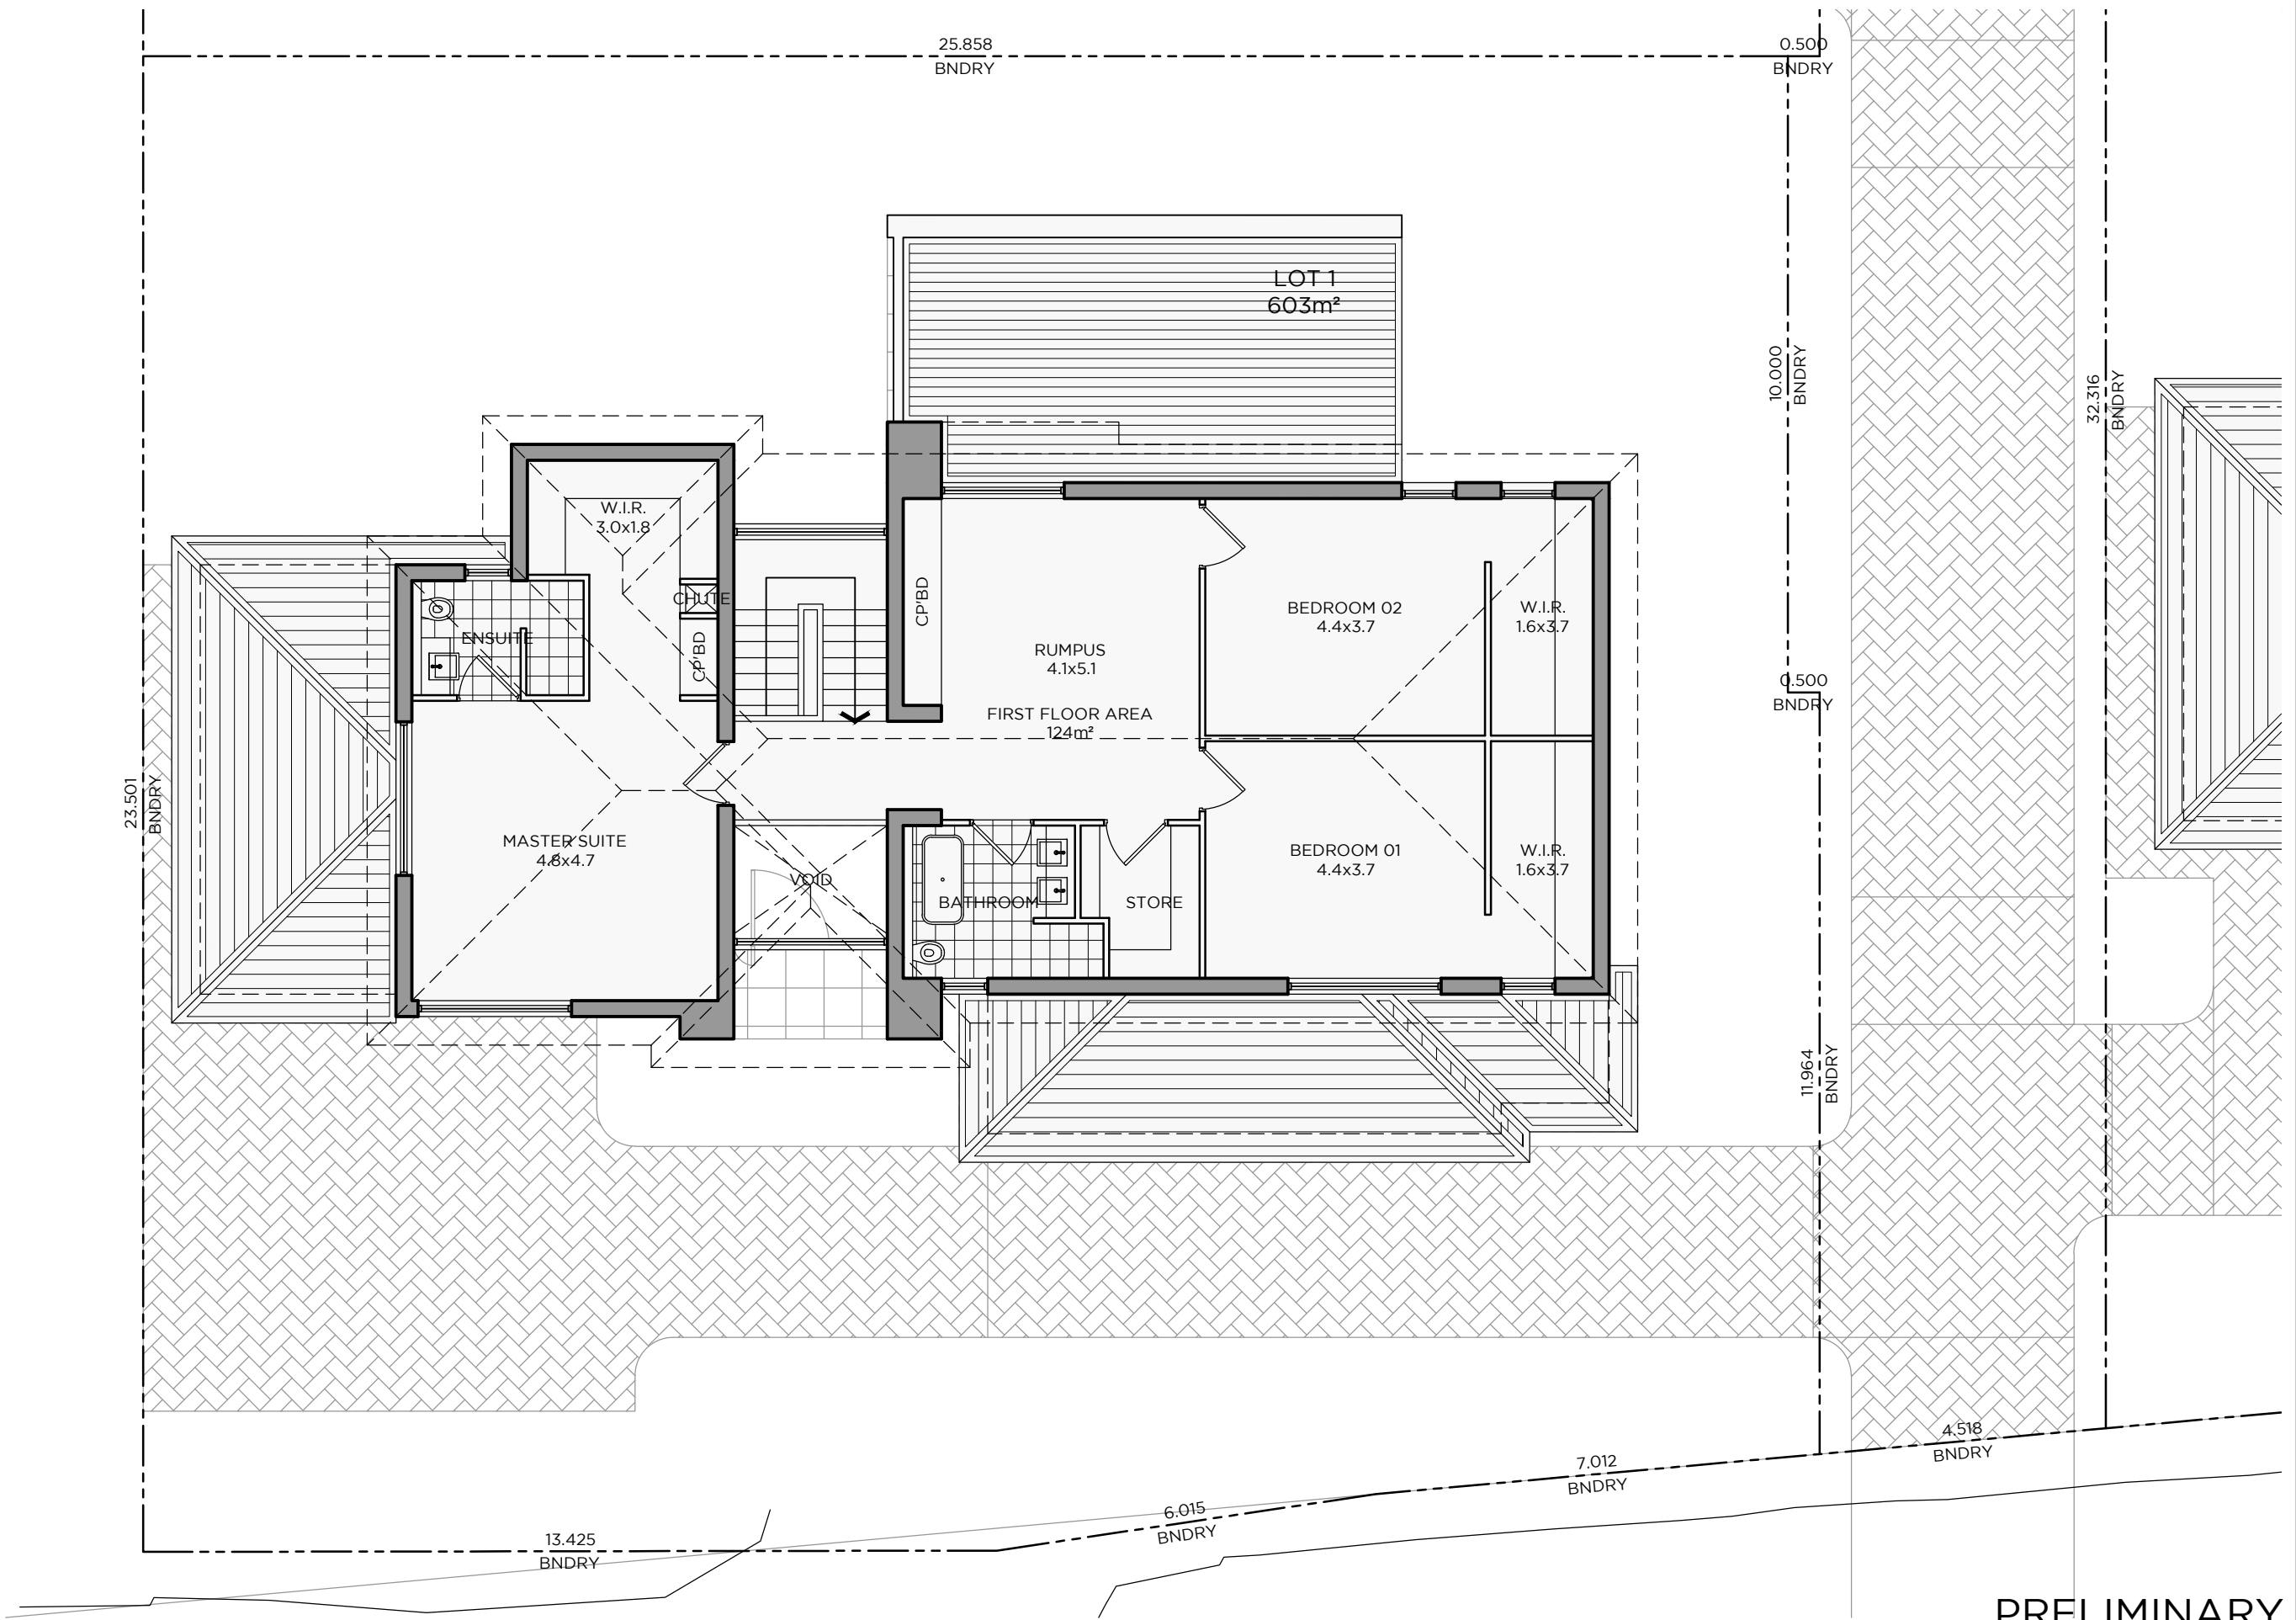 25.858
BNDRY
0.500
BNDRY
LOT 1
603m²
10.000
BNDRY
32.316
BNDRY
W.I.R.
3.0x1.8
CHUTE
CP'BD
CP'BD
ENSUITE
RUMPUS
4.1x5.1
BEDROOM 02
4.4x3.7
W.I.R.
1.6x3.7
0.500
BNDRY
FIRST FLOOR AREA
124m²
23.501
BNDRY
MASTER SUITE
4.8x4.7
VOID
BATHROOM
STORE
BEDROOM 01
4.4x3.7
W.I.R.
1.6x3.7
11.964
BNDRY
4.518
BNDRY
7.012
BNDRY
6.015
BNDRY
13.425
BNDRY
PRELIMINARY